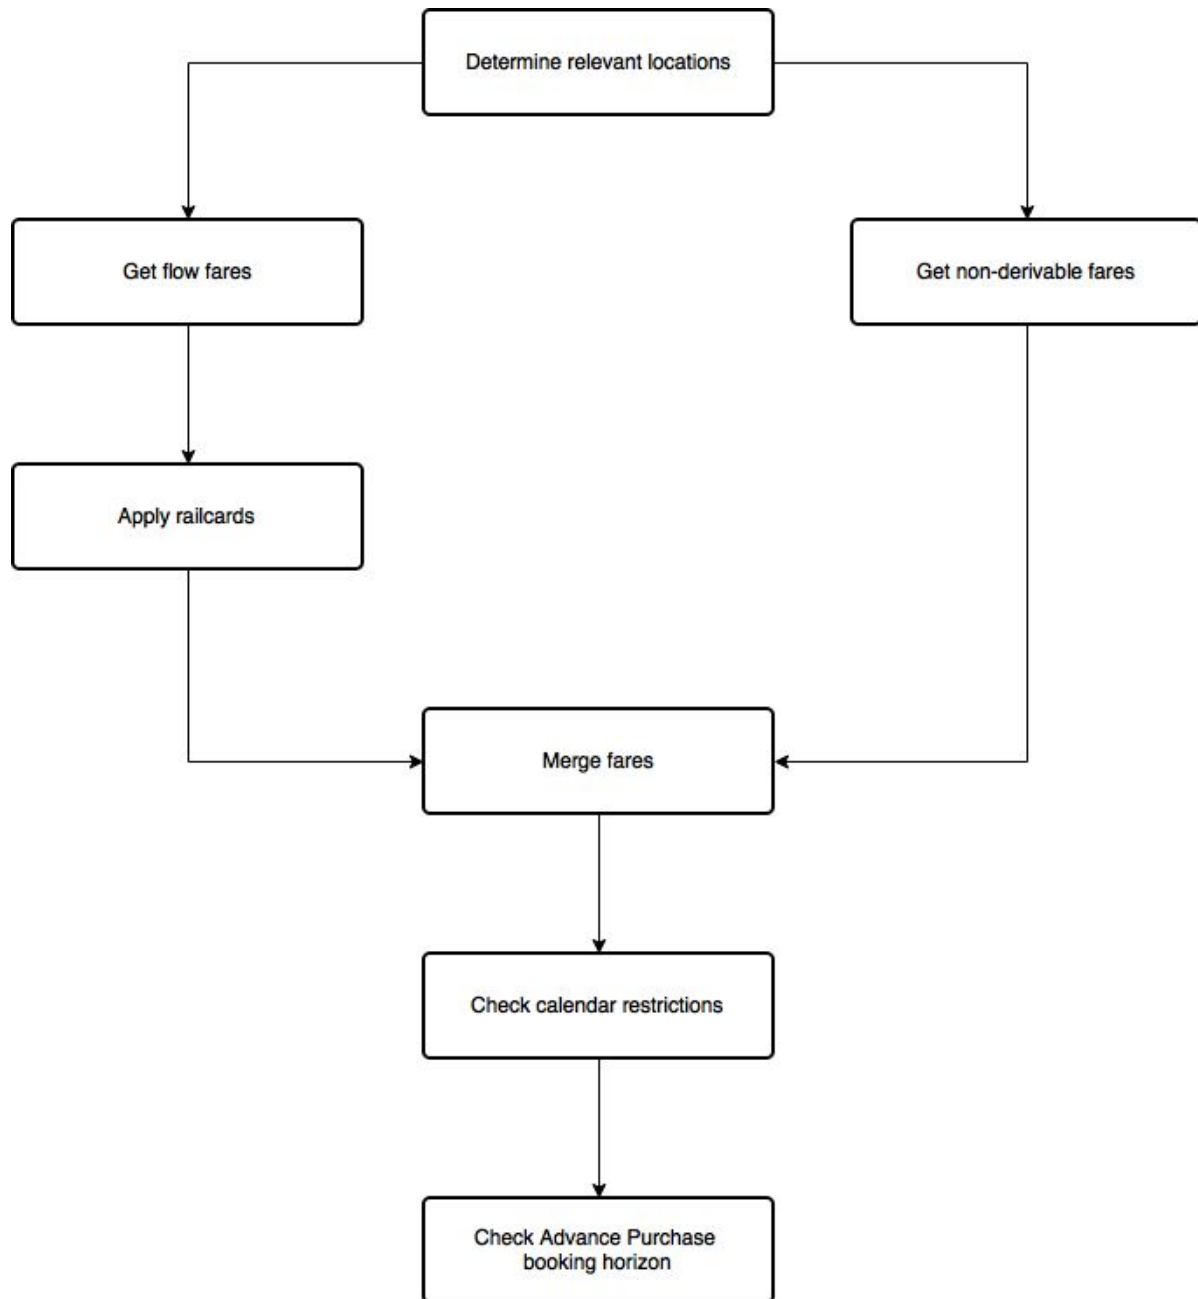 Determine relevant locations
Get flow fares
Get non-derivable fares
Apply railcards
Merge fares
Check calendar restrictions
Check Advance Purchase
booking horizon